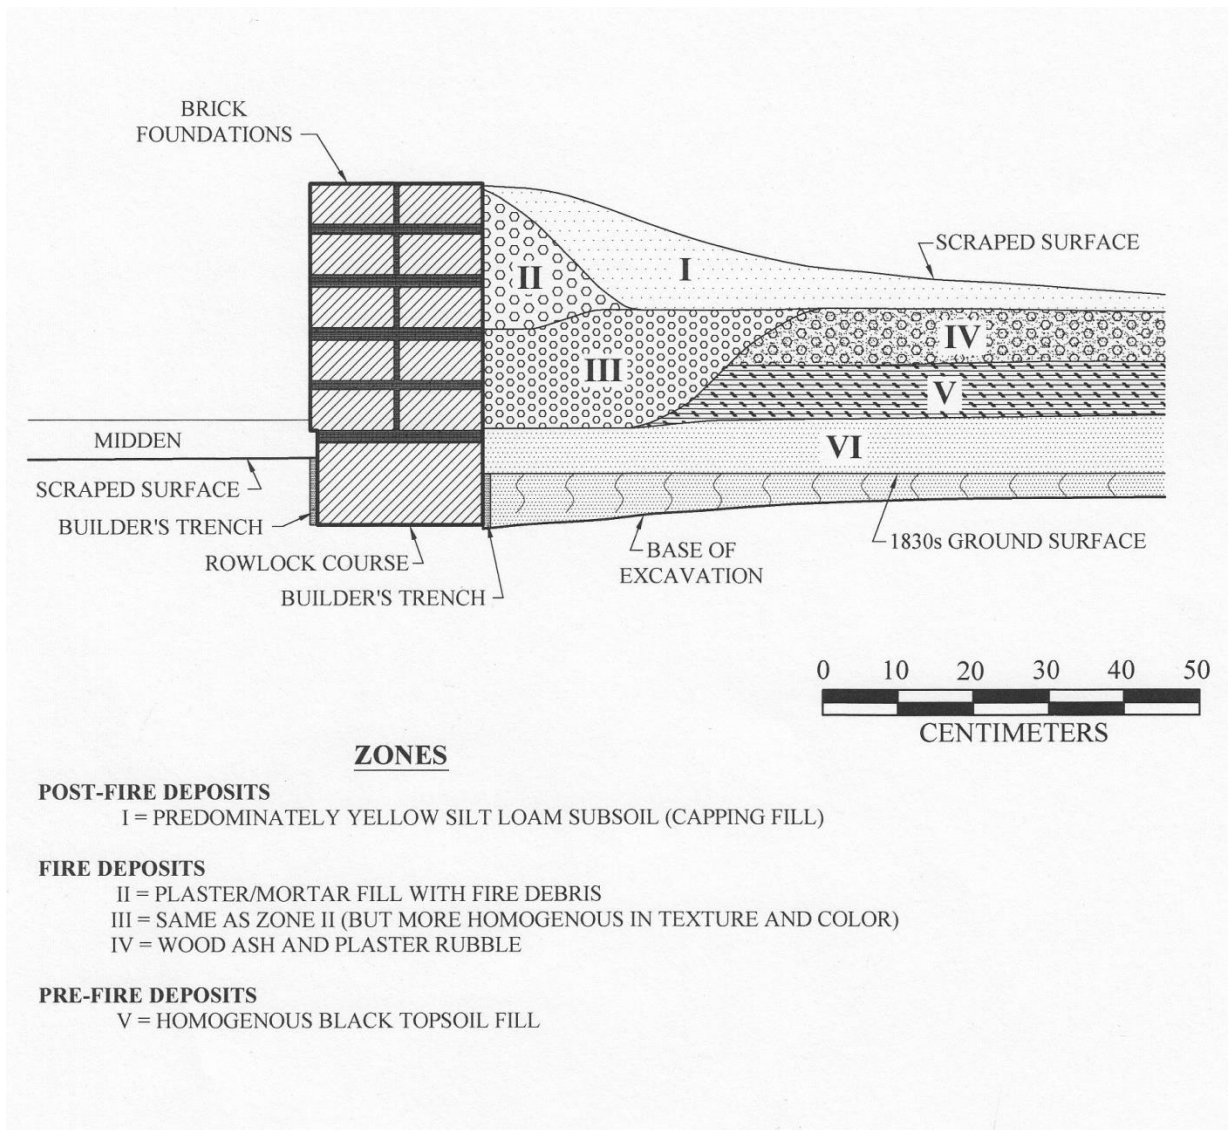 BRICK
FOUNDATIONS
SCRAPED SURFACE
I
II
III
IV
V
VI
MIDDEN
SCRAPED SURFACE
BUILDER'S TRENCH
ROWLOCK COURSE
BUILDER'S TRENCH
BASE OF
EXCAVATION
1830s GROUND SURFACE
0 10 20 30 40 50
CENTIMETERS
ZONES
POST-FIRE DEPOSITS
I = PREDOMINATELY YELLOW SILT LOAM SUBSOIL (CAPPING FILL)
FIRE DEPOSITS
II = PLASTER/MORTAR FILL WITH FIRE DEBRIS
III = SAME AS ZONE II (BUT MORE HOMOGENOUS IN TEXTURE AND COLOR)
IV = WOOD ASH AND PLASTER RUBBLE
PRE-FIRE DEPOSITS
V = HOMOGENOUS BLACK TOPSOIL FILL